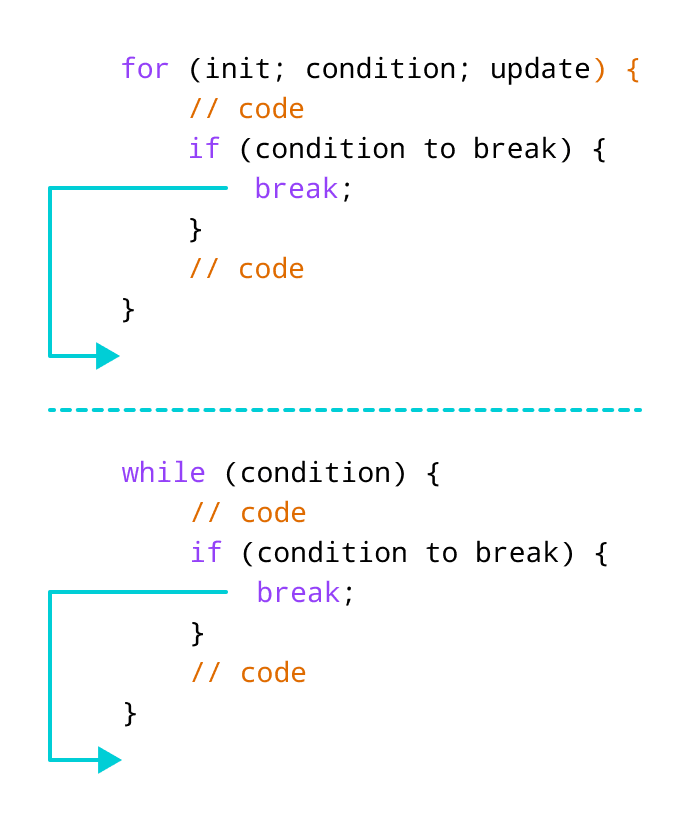 for (init; condition; update) {
// code
if (condition to break) {
break;
}
// code
}
while (condition) {
// code
if (condition to break) {
break;
}
// code
}